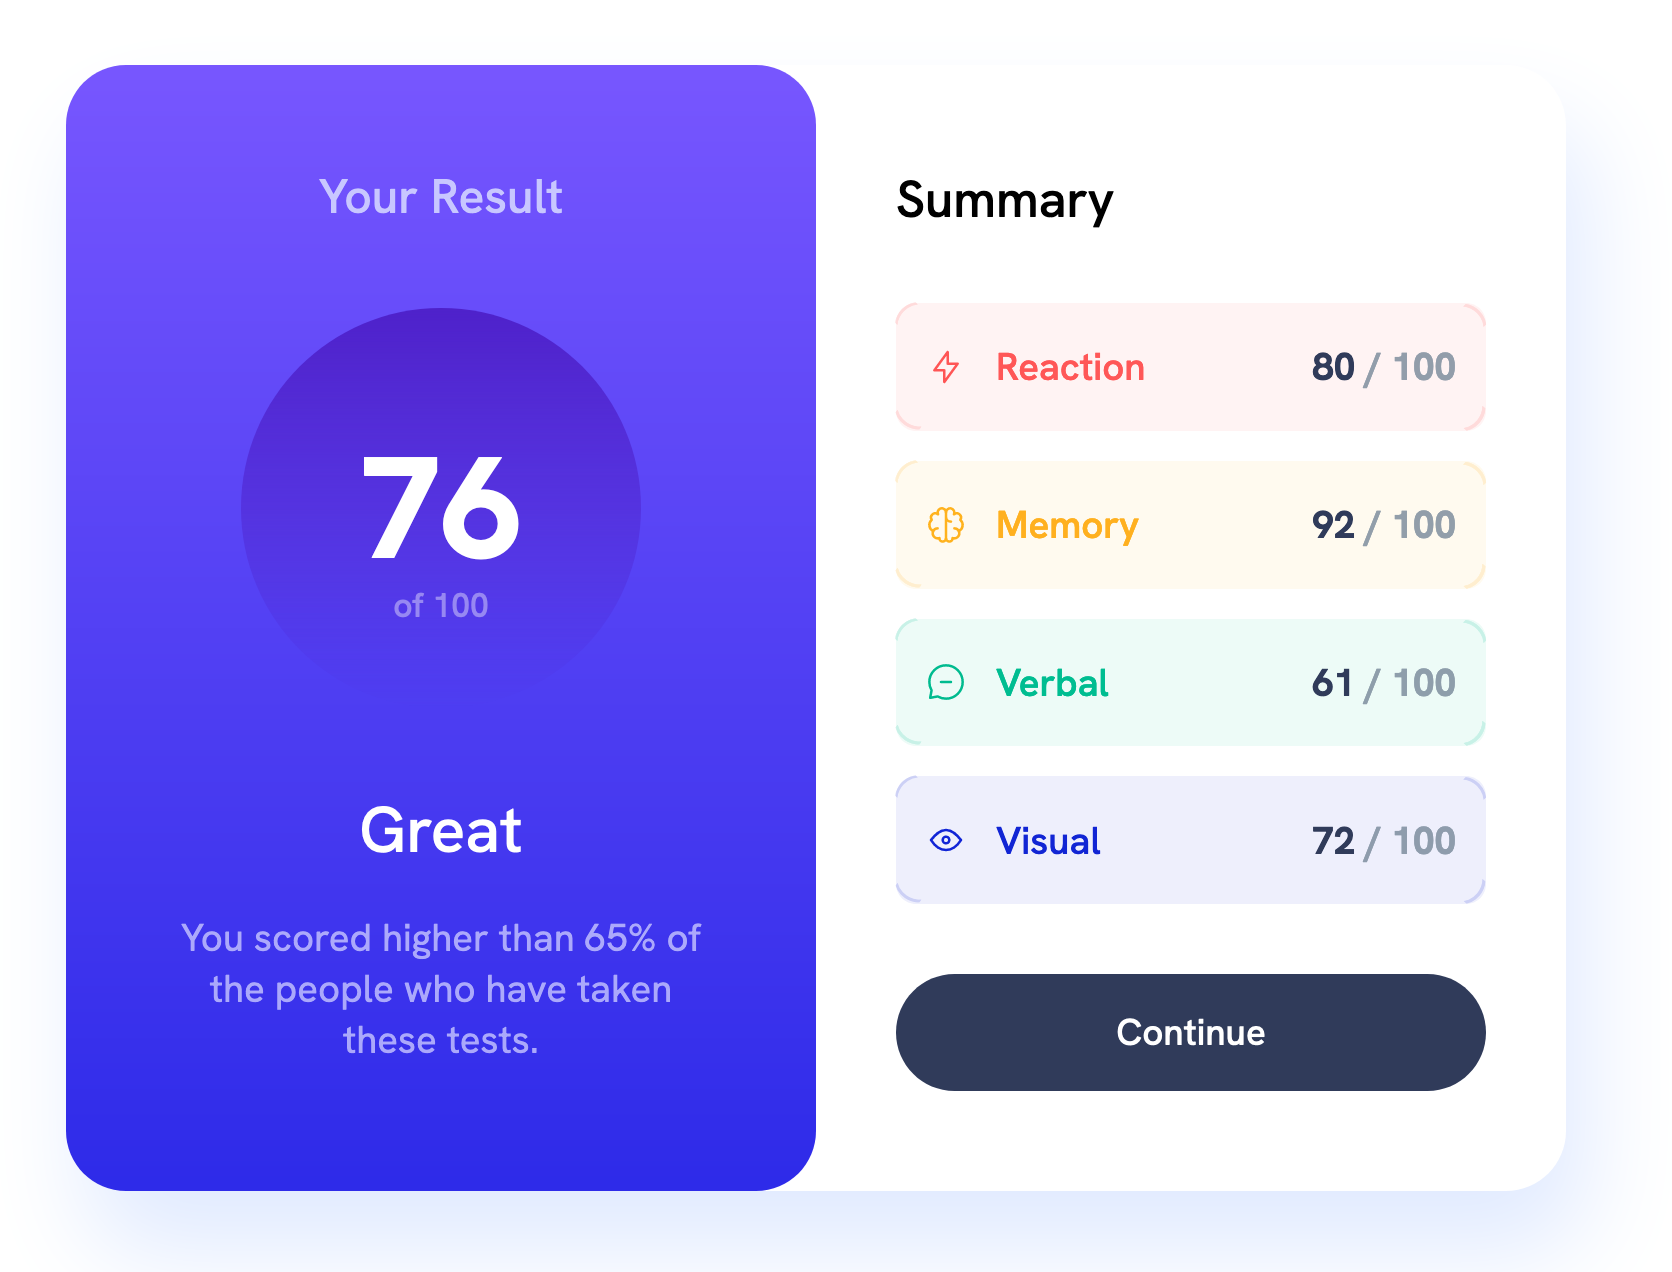 Your Result
76
of 100
Great
You scored higher than 65% of
the people who have taken
these tests.
Summary
Reaction 80 / 100
Memory 92 / 100
Verbal 61 / 100
Visual 72 / 100
Continue